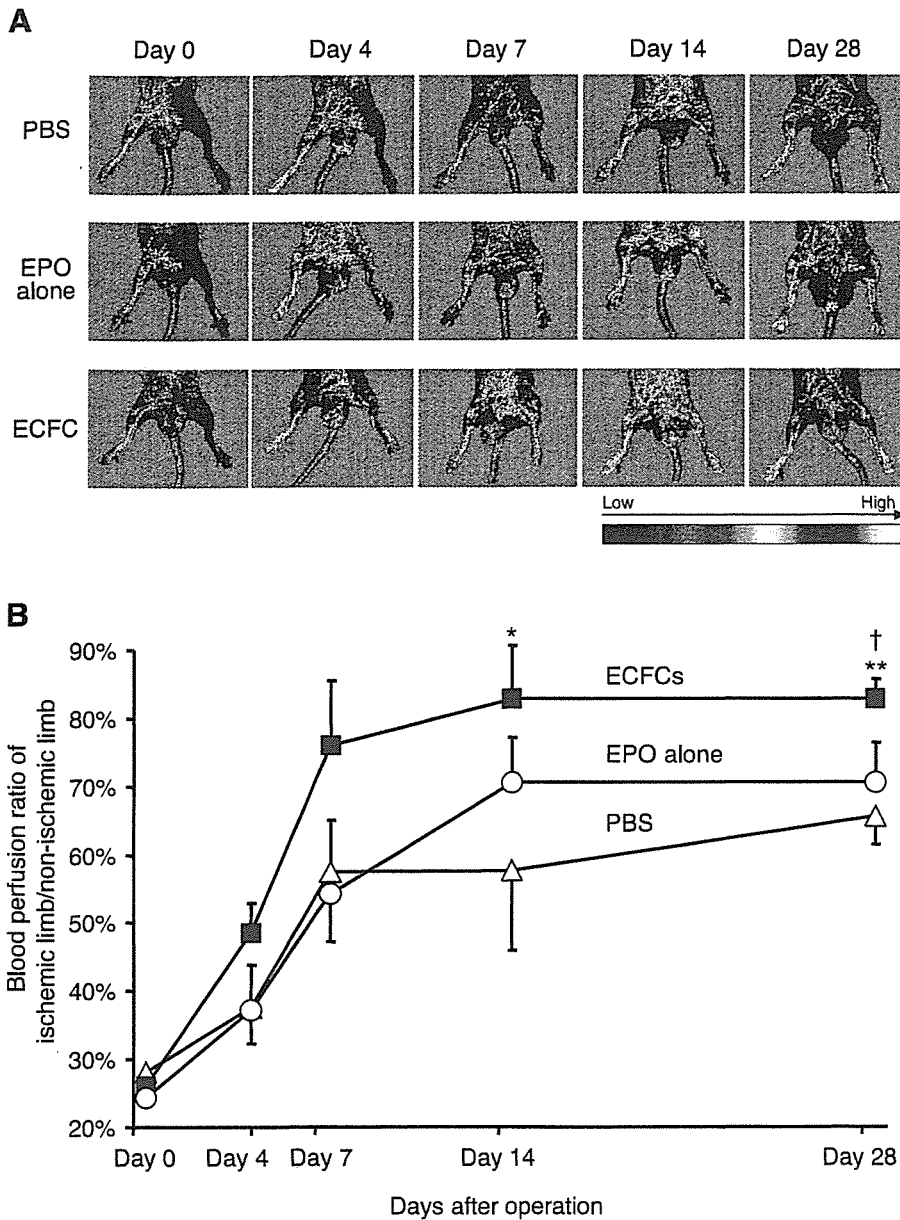 A
Day 0 Day 4 Day 7 Day 14 Day 28
PBS
EPO
alone
ECFC
Low High
B
90%
80%
70%
60%
50%
40%
30%
20%
Blood perfusion ratio of
ischemic limb/non-ischemic limb
*
†
**
ECFCs
EPO alone
PBS
Day 0 Day 4 Day 7 Day 14 Day 28
Days after operation